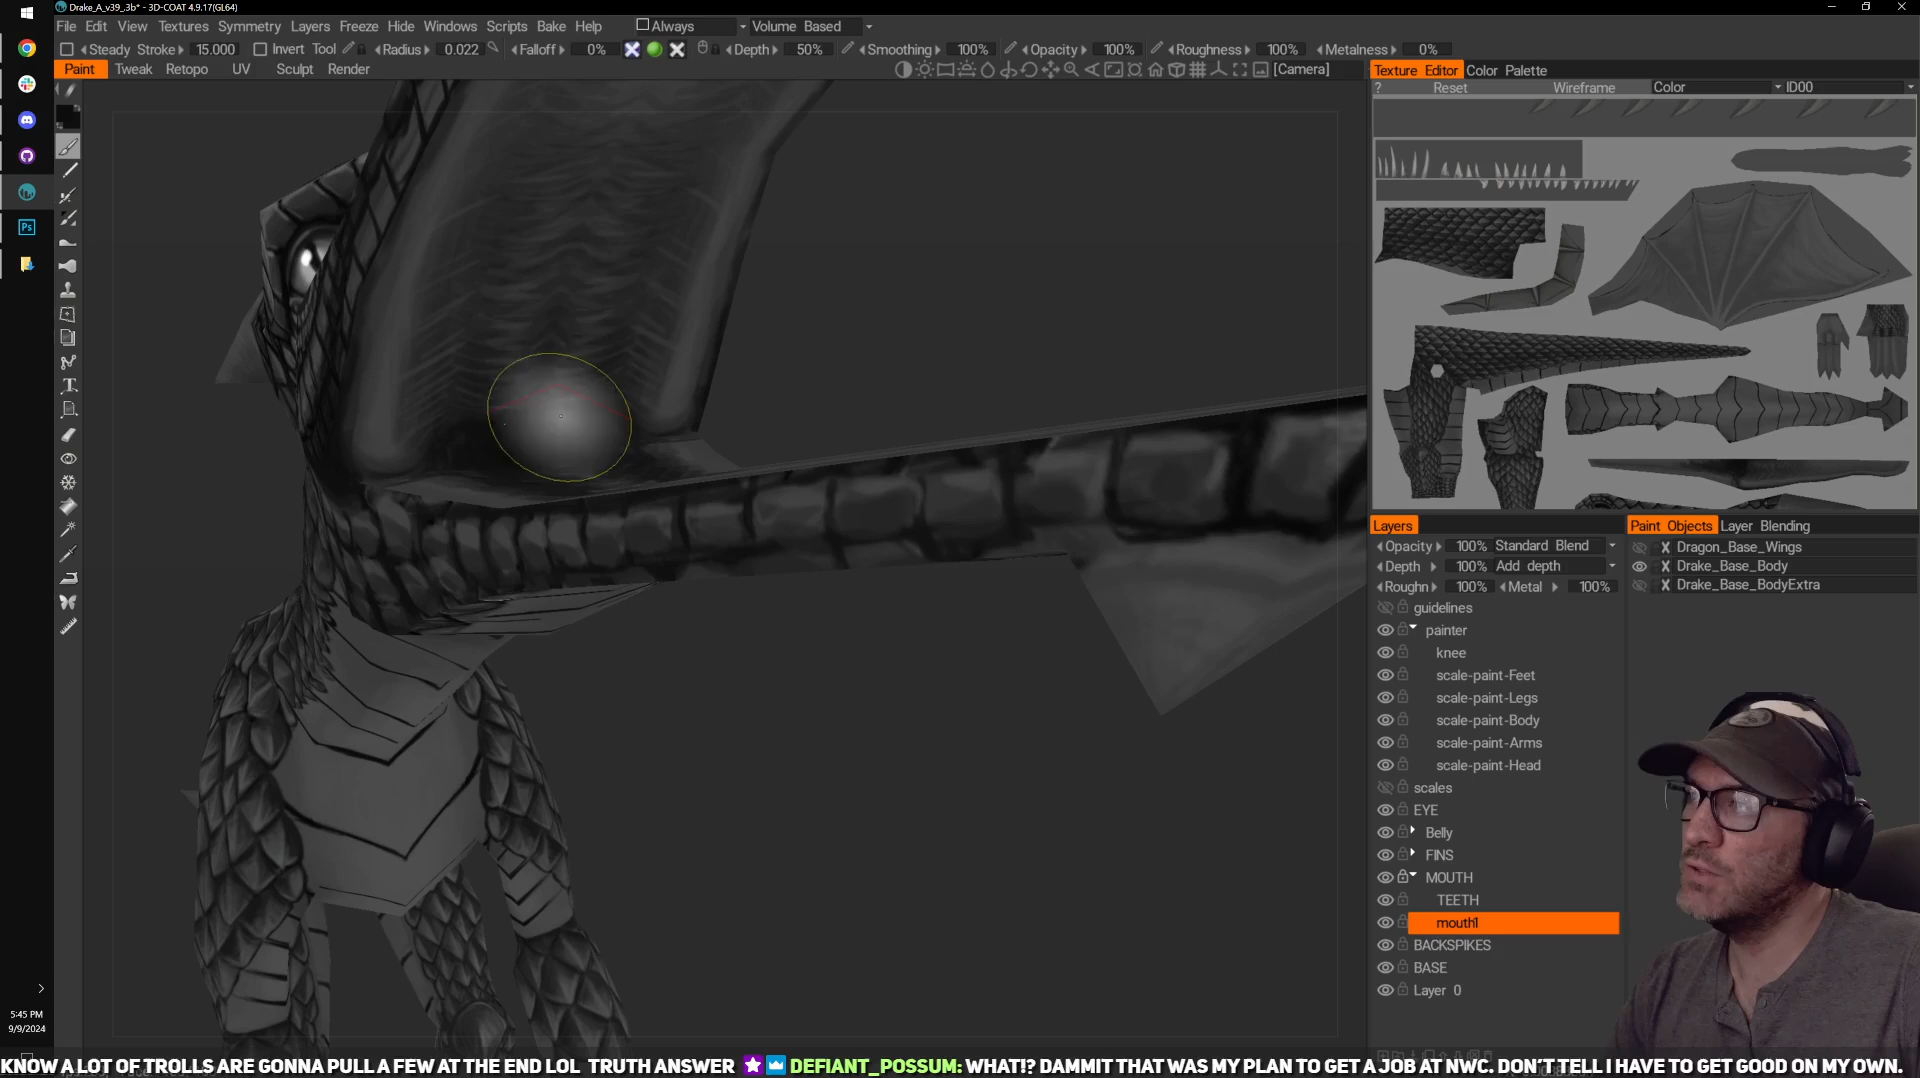 Drake_A_v39_.3b* - 3D-COAT 4.9.17(GL64)
File Edit View Textures Symmetry Layers Freeze Hide Windows Scripts Bake Help Always Volume Based
Steady Stroke 15.000 Invert Tool Radius 0.022 Falloff 0% Depth 50% Smoothing 100% Opacity 100% Roughness 100% Metalness 0%
Paint Tweak Retopo UV Sculpt Render [Camera]
Texture Editor Color Palette
? Reset Wireframe Color ID00
Ps
Layers
Opacity 100% Standard Blend
Depth 100% Add depth
Roughn 100% Metal 100%
guidelines
painter
knee
scale-paint-Feet
scale-paint-Legs
scale-paint-Body
scale-paint-Arms
scale-paint-Head
scales
EYE
Belly
FINS
MOUTH
TEETH
mouth1
BACKSPIKES
BASE
Layer 0
Paint Objects Layer Blending
X Dragon_Base_Wings
X Drake_Base_Body
X Drake_Base_BodyExtra
5:45 PM
9/9/2024
KNOW A LOT OF TROLLS ARE GONNA PULL A FEW AT THE END LOL TRUTH ANSWER DEFIANT_POSSUM: WHAT!? DAMMIT THAT WAS MY PLAN TO GET A JOB AT NWC. DON'T TELL I HAVE TO GET GOOD ON MY OWN.